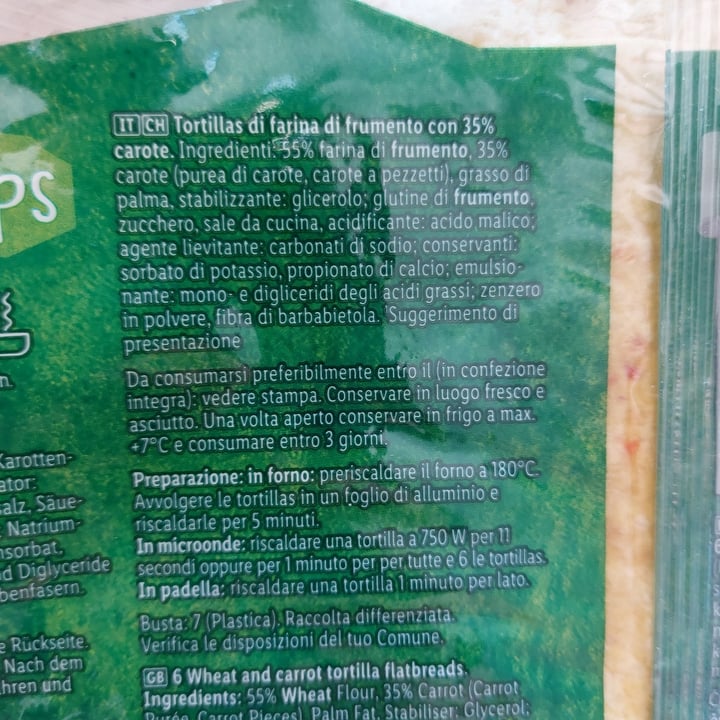 IT CH Tortillas di farina di frumento con 35%
carote. Ingredienti: 55% farina di frumento, 35%
carote (purea di carote, carote a pezzetti), grasso di
palma, stabilizzante: glicerolo; glutine di frumento,
zucchero, sale da cucina, acidificante: acido malico;
agente lievitante: carbonati di sodio; conservanti:
sorbato di potassio, propionato di calcio; emulsio-
nante: mono- e digliceridi degli acidi grassi; zenzero
in polvere, fibra di barbabietola. Suggerimento di
presentazione
Da consumarsi preferibilmente entro il (in confezione
integra): vedere stampa. Conservare in luogo fresco e
asciutto. Una volta aperto conservare in frigo a max.
+7°C e consumare entro 3 giorni.
Preparazione: in forno: preriscaldare il forno a 180°C.
Avvolgere le tortillas in un foglio di alluminio e
riscaldarle per 5 minuti.
In microonde: riscaldare una tortilla a 750 W per 11
secondi oppure per 1 minuto per per tutte e 6 le tortillas.
In padella: riscaldare una tortilla 1 minuto per lato.
Busta: 7 (Plastica). Raccolta differenziata.
Verifica le disposizioni del tuo Comune.
GB 6 Wheat and carrot tortilla flatbreads.
Ingredients: 55% Wheat Flour, 35% Carrot (Carrot
Purée, Carrot Pieces), Palm Fat, Stabiliser: Glycerol;
PS
n.
Karotten-
ator:
salz, Säue-
Natrium-
nsorbat,
d Diglyceride
benfasern.
e Rückseite.
Nach dem
hren und